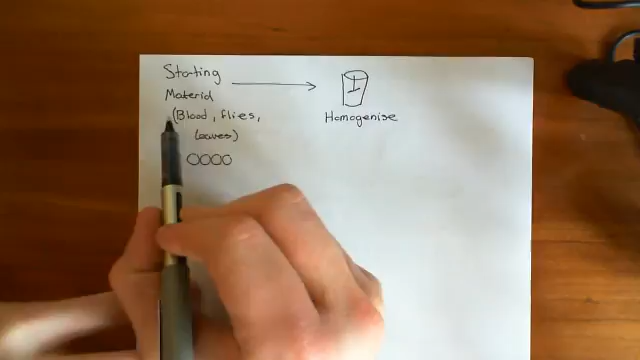 Starting
Material
(Blood, flies,
leaves)
Homogenise